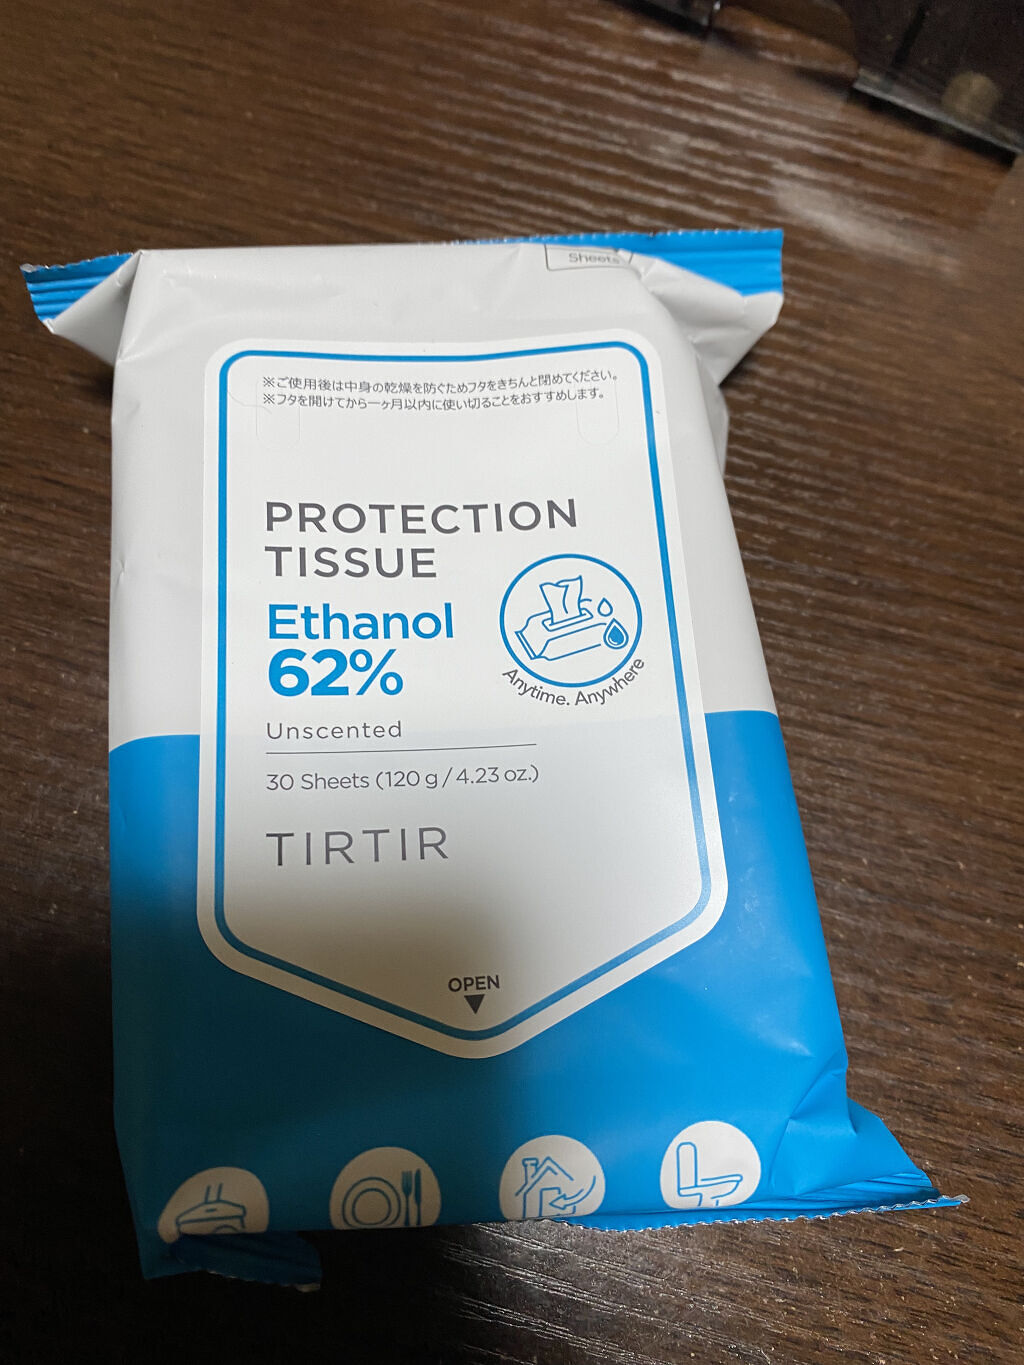 Sheets
※ご使用後は中身の乾燥を防ぐためフタをきちんと閉めてください。
※フタを開けてから一ヶ月以内に使い切ることをおすすめします。
PROTECTION
TISSUE
Ethanol
62%
Anytime. Anywhere
Unscented
30 Sheets (120 g / 4.23 oz.)
TIRTIR
OPEN